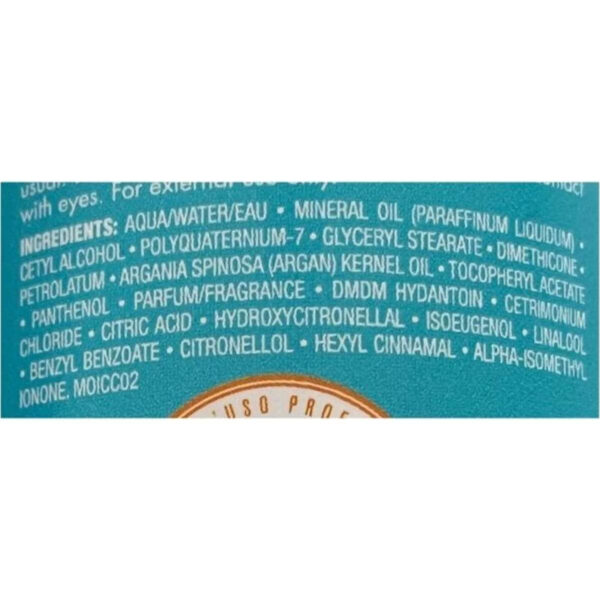 with eyes. For external
INGREDIENTS: AQUA/WATER/EAU • MINERAL OIL (PARAFFINUM LIQUIDUM) •
CETYL ALCOHOL • POLYQUATERNIUM-7 • GLYCERYL STEARATE • DIMETHICONE •
PETROLATUM • ARGANIA SPINOSA (ARGAN) KERNEL OIL • TOCOPHERYL ACETATE
• PANTHENOL • PARFUM/FRAGRANCE • DMDM HYDANTOIN • CETRIMONIUM
CHLORIDE • CITRIC ACID • HYDROXYCITRONELLAL • ISOEUGENOL • LINALOOL
• BENZYL BENZOATE • CITRONELLOL • HEXYL CINNAMAL • ALPHA-ISOMETHYL
IONONE. MOICC02
USO PROF